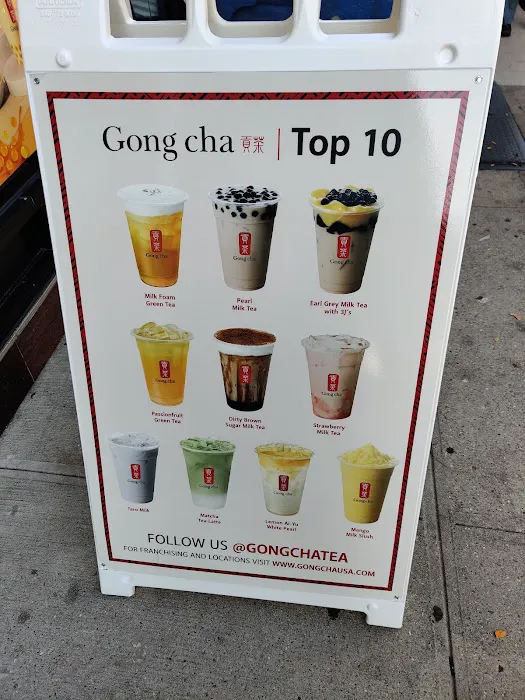 Gong cha 貢茶 | Top 10
Milk Foam
Green Tea
Pearl
Milk Tea
Earl Grey Milk Tea
with 3J's
Passionfruit
Green Tea
Dirty Brown
Sugar Milk Tea
Strawberry
Milk Tea
Taro Milk
Matcha
Tea Latte
Lemon Ai-Yu
White Pearl
Mango
Milk Slush
FOLLOW US @GONGCHATEA
FOR FRANCHISING AND LOCATIONS VISIT WWW.GONGCHAUSA.COM